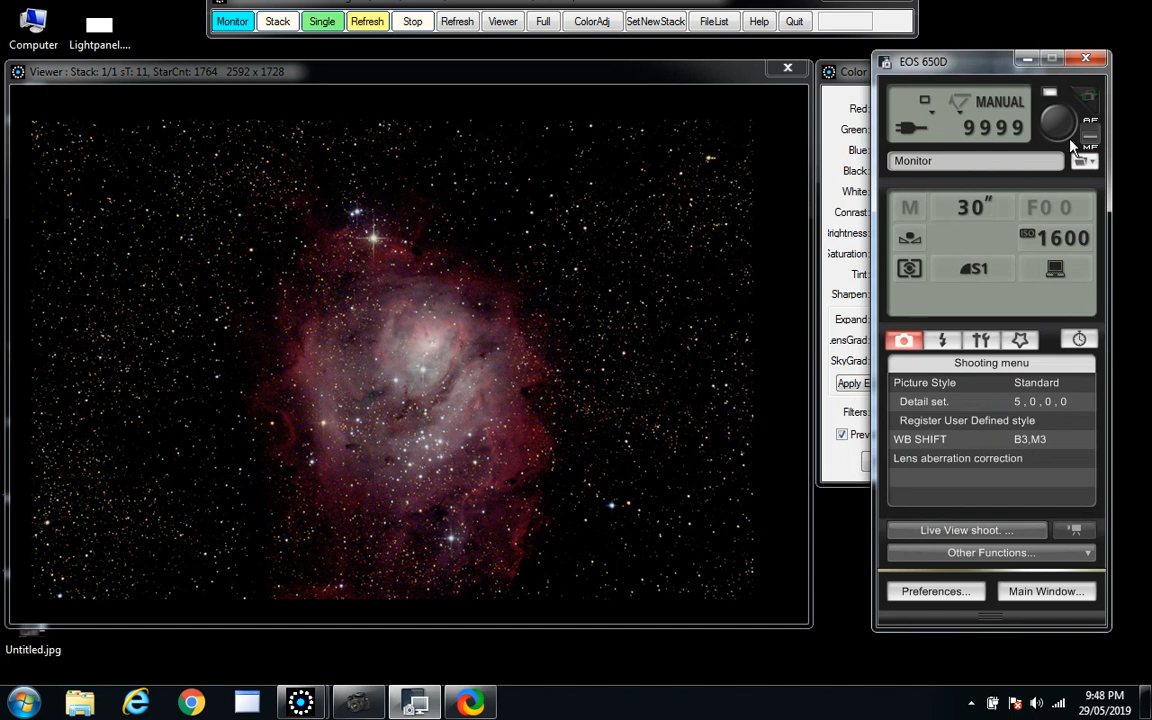 Monitor Stack Single Refresh Stop Refresh Viewer Full ColorAdj SetNewStack FileList Help Quit
Computer
Lightpanel....
Viewer : Stack: 1/1 sT: 11, StarCnt: 1764 2592 x 1728
Color
Red:
Green:
Blue:
Black:
White:
Contrast:
Brightness:
Saturation:
Tint:
Sharpen:
Expand:
LensGrad:
SkyGrad:
Apply E
Filters:
Prev
EOS 650D
MANUAL
9999
AF
MF
Monitor
M 30" F0 0
ISO 1600
S1
Shooting menu
Picture Style Standard
Detail set. 5 , 0 , 0 , 0
Register User Defined style
WB SHIFT B3,M3
Lens aberration correction
Live View shoot. ...
Other Functions...
Preferences... Main Window...
Untitled.jpg
9:48 PM
29/05/2019